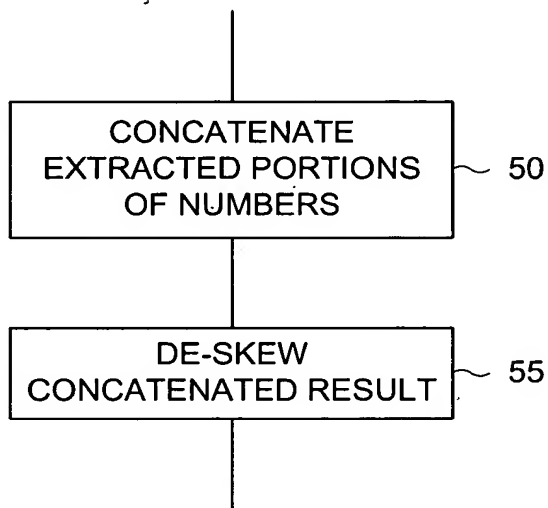 CONCATENATE
EXTRACTED PORTIONS
OF NUMBERS
50
DE-SKEW
CONCATENATED RESULT
55